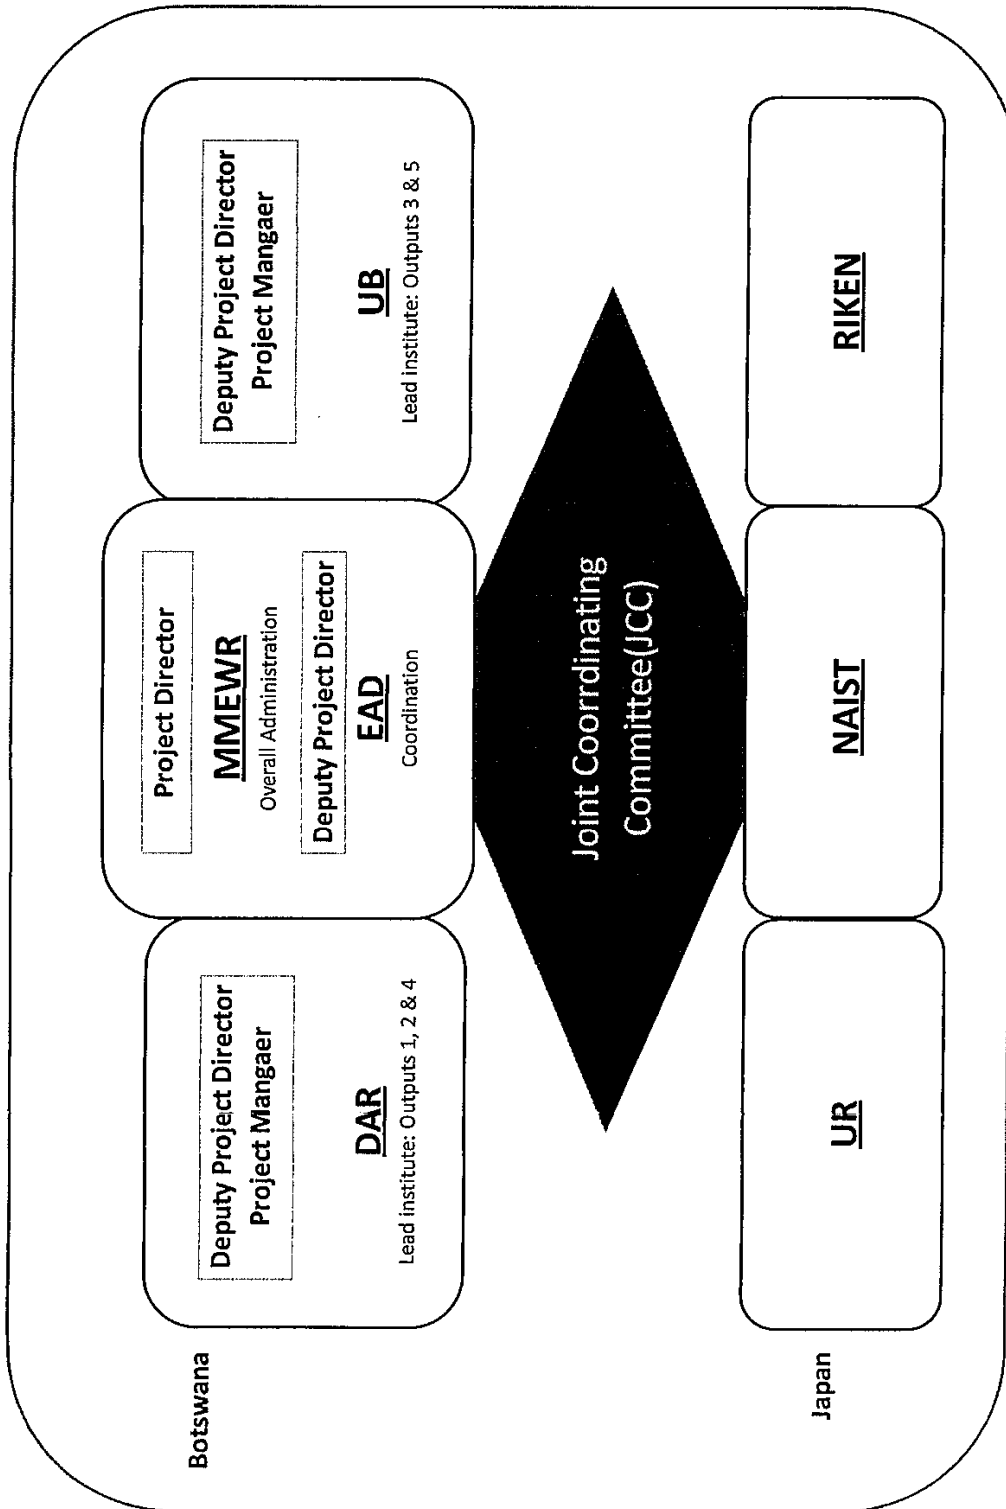 Botswana
Deputy Project Director
Project Mangaer
DAR
Lead institute: Outputs 1, 2 & 4
Project Director
MMEWR
Overall Administration
Deputy Project Director
EAD
Coordination
Deputy Project Director
Project Mangaer
UB
Lead institute: Outputs 3 & 5
Joint Coorrdinating
Committee(JCC)
Japan
UR
NAIST
RIKEN